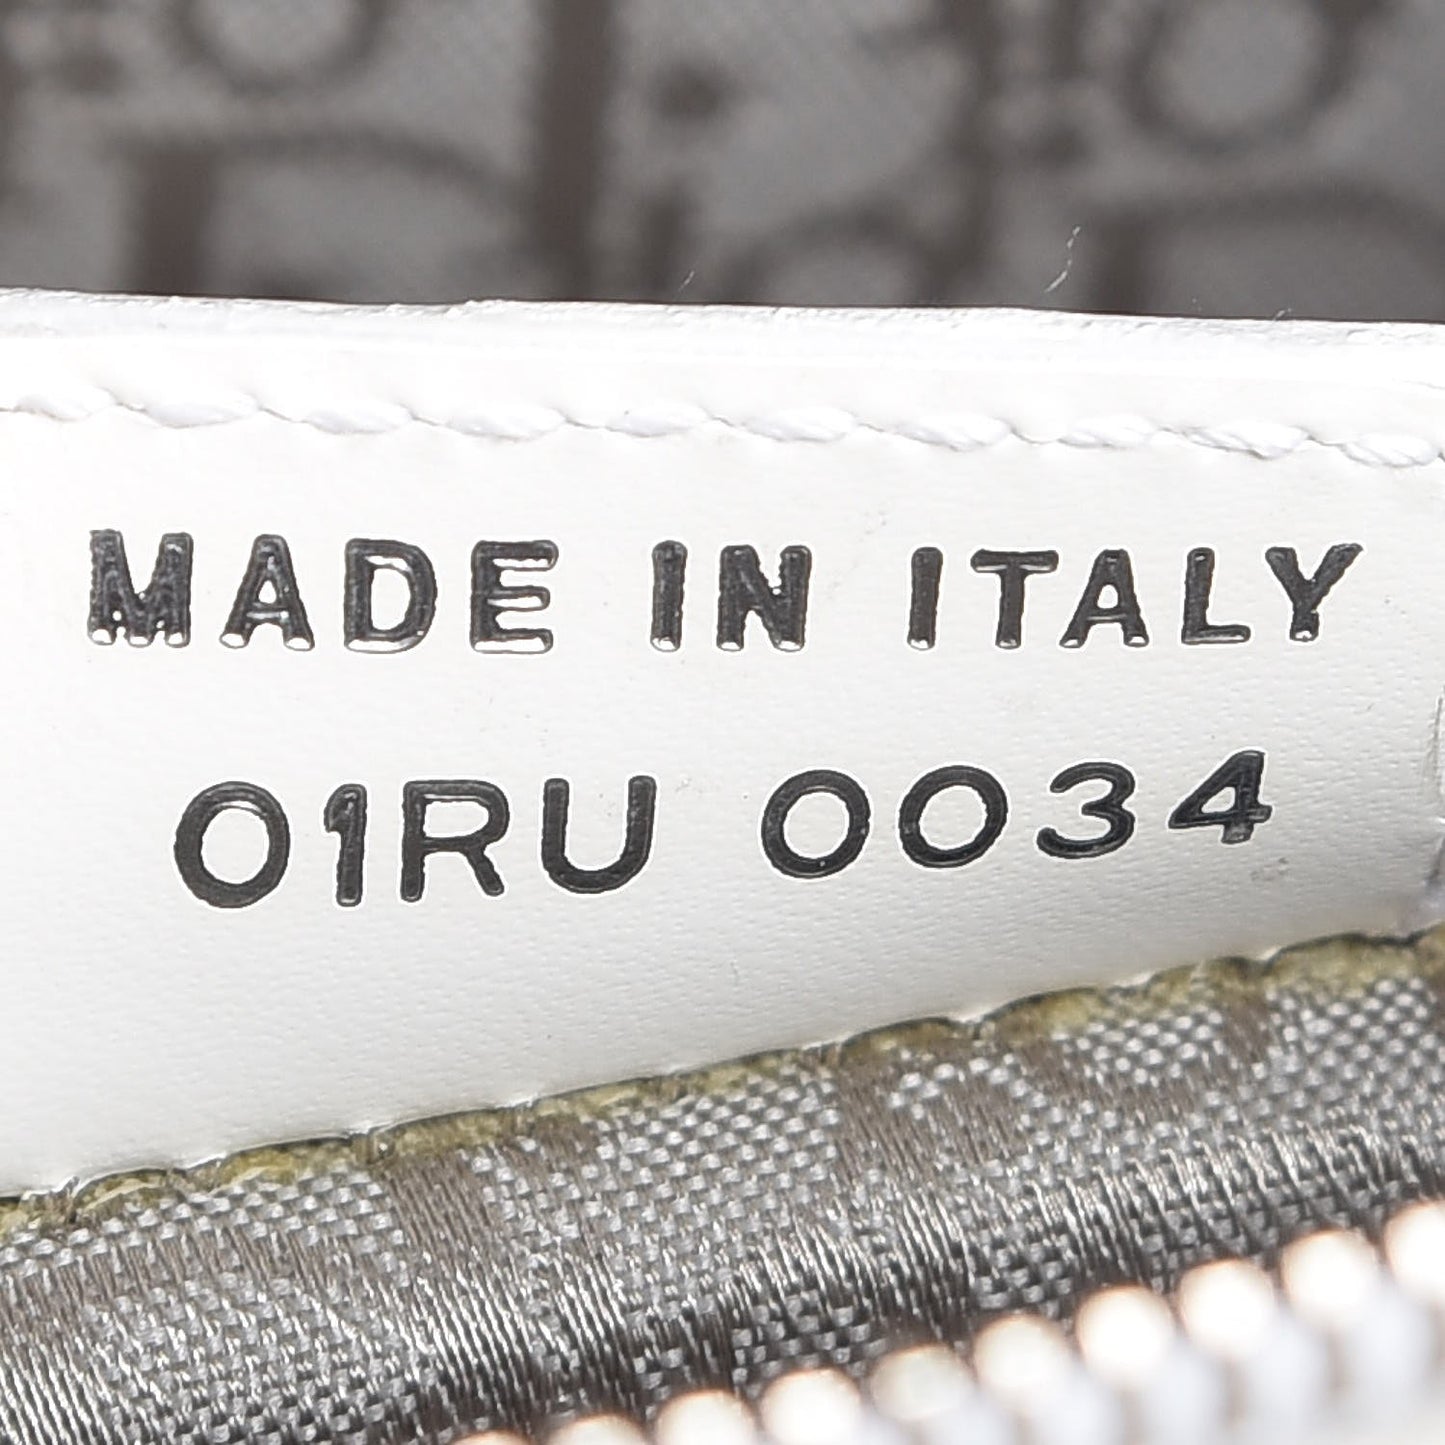 MADE IN ITALY
01RU 0034